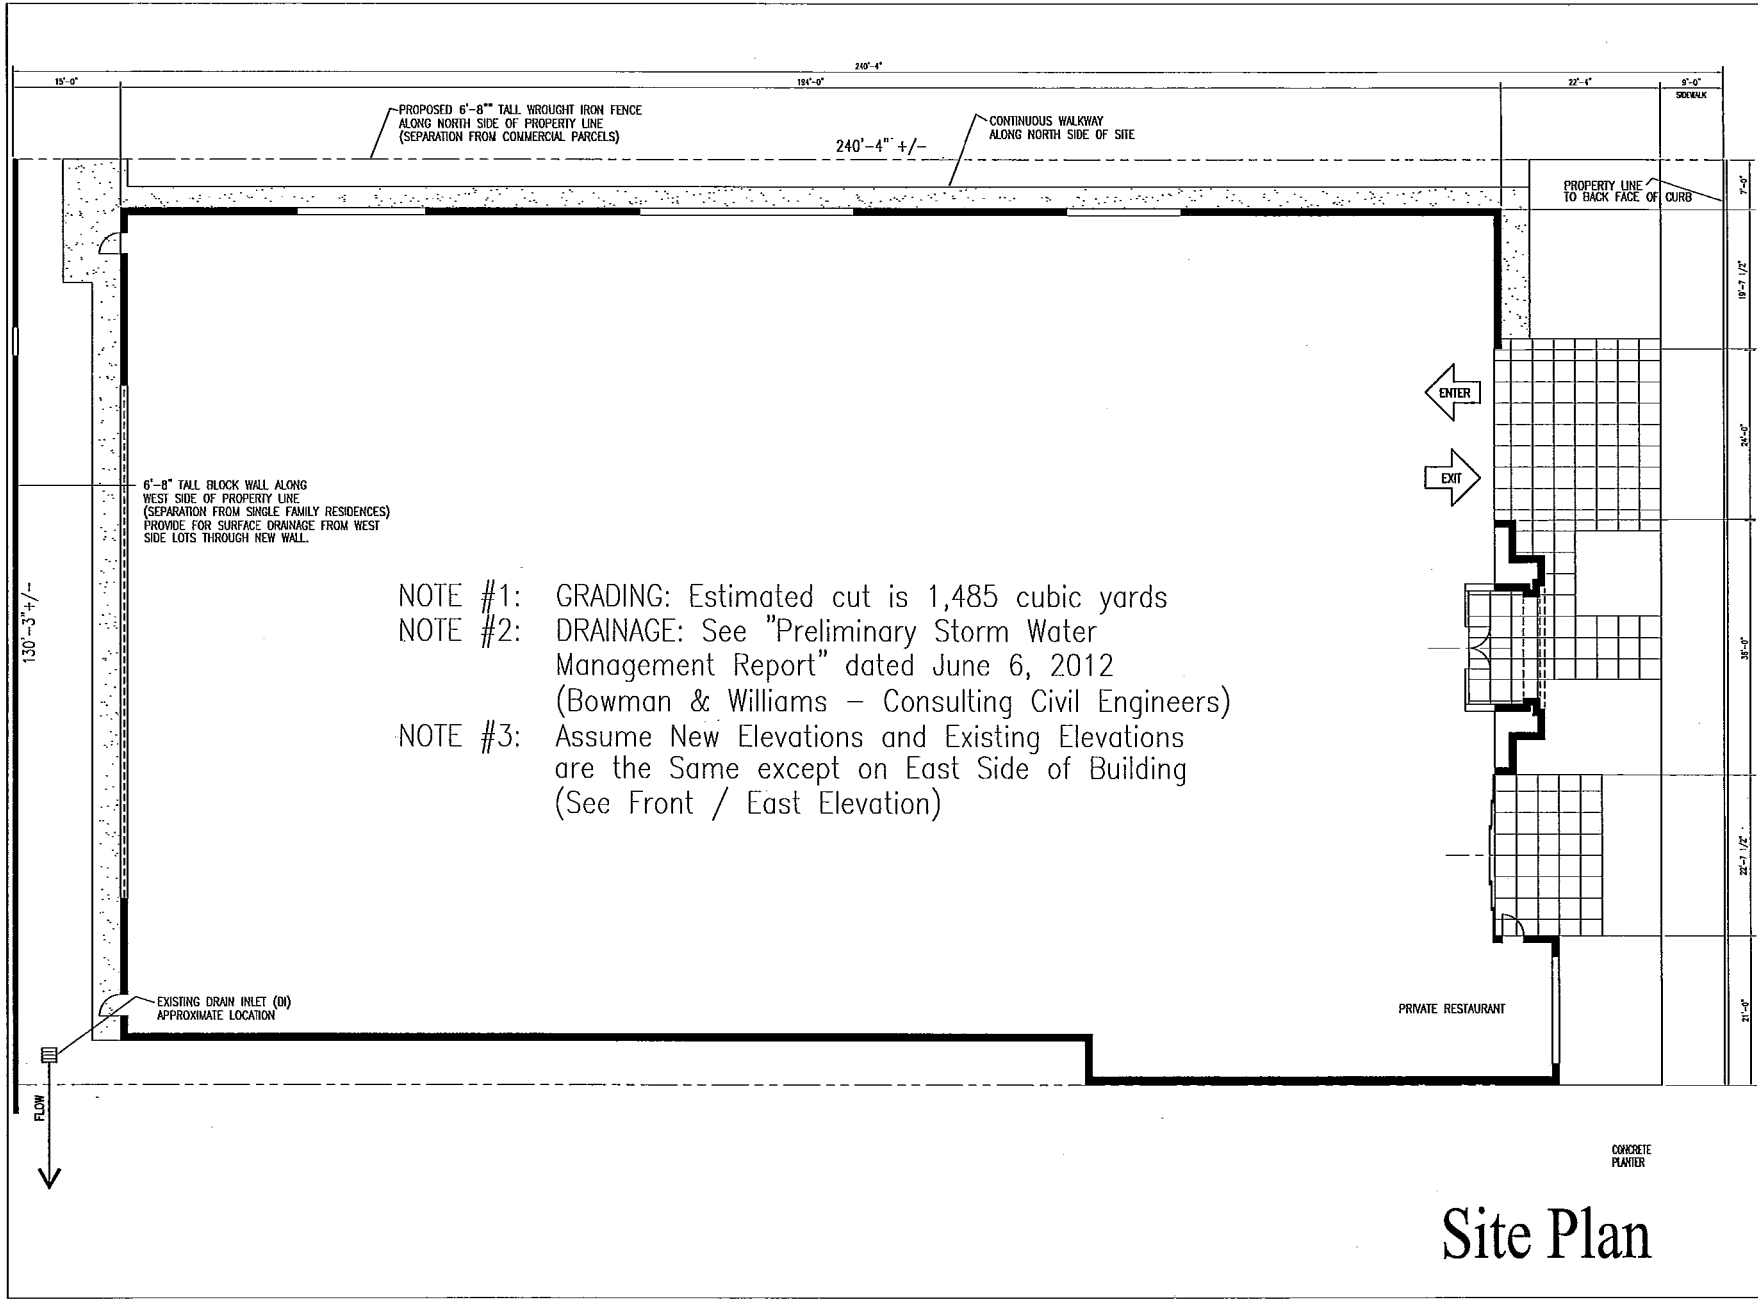 240'-4"
15'-0"
194'-0"
22'-4"
9'-0"
SIDEWALK
PROPOSED 6'-8"" TALL WROUGHT IRON FENCE
ALONG NORTH SIDE OF PROPERTY LINE
(SEPARATION FROM COMMERCIAL PARCELS)
CONTINUOUS WALKWAY
ALONG NORTH SIDE OF SITE
240'-4" +/-
PROPERTY LINE
TO BACK FACE OF CURB
7'-0"
19'-7 1/2"
ENTER
24'-0"
EXIT
6'-8" TALL BLOCK WALL ALONG
WEST SIDE OF PROPERTY LINE
(SEPARATION FROM SINGLE FAMILY RESIDENCES)
PROVIDE FOR SURFACE DRAINAGE FROM WEST
SIDE LOTS THROUGH NEW WALL.
130'-3"+/-
NOTE #1: GRADING: Estimated cut is 1,485 cubic yards
NOTE #2: DRAINAGE: See "Preliminary Storm Water
Management Report" dated June 6, 2012
(Bowman & Williams – Consulting Civil Engineers)
NOTE #3: Assume New Elevations and Existing Elevations
are the Same except on East Side of Building
(See Front / East Elevation)
22'-7 1/2"
EXISTING DRAIN INLET (DI)
APPROXIMATE LOCATION
PRIVATE RESTAURANT
21'-0"
FLOW
CONCRETE
PLANTER
Site Plan